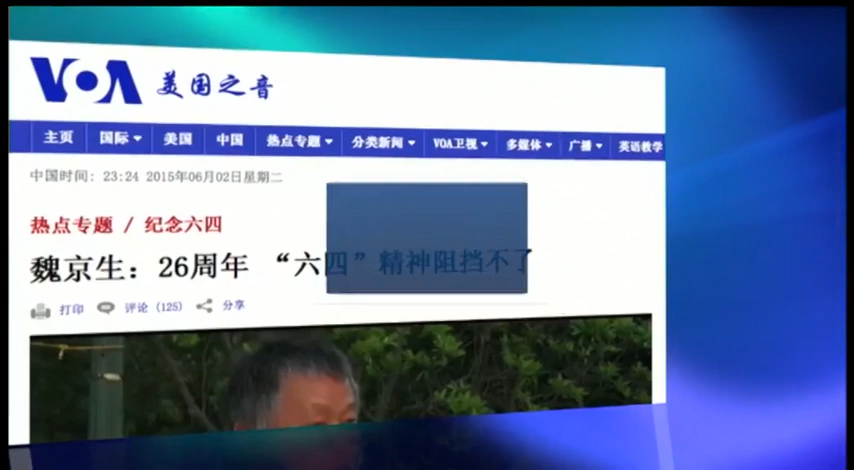 VOA 美国之音
主页 国际 美国 中国 热点专题 分类新闻 VOA卫视 多媒体 广播 英语教学
中国时间: 23:24 2015年06月02日星期二
热点专题 / 纪念六四
魏京生：26周年 “六四”精神阻挡不了
打印 评论 (125) 分享